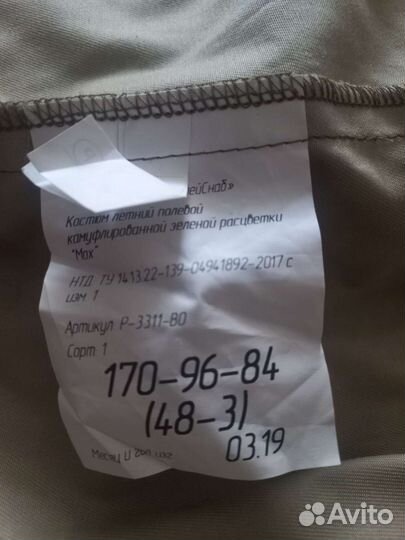 ейСнаб»
Костюм летний полевой
камуфлированной зеленой расцветки
"Мох"
НТД: ТУ 14.13.22-139-04941892-2017 с
изм. 1
Артикул: Р-3311-ВО
Сорт: 1
170-96-84
(48-3)
03.19
Месяц и год изг
Avito